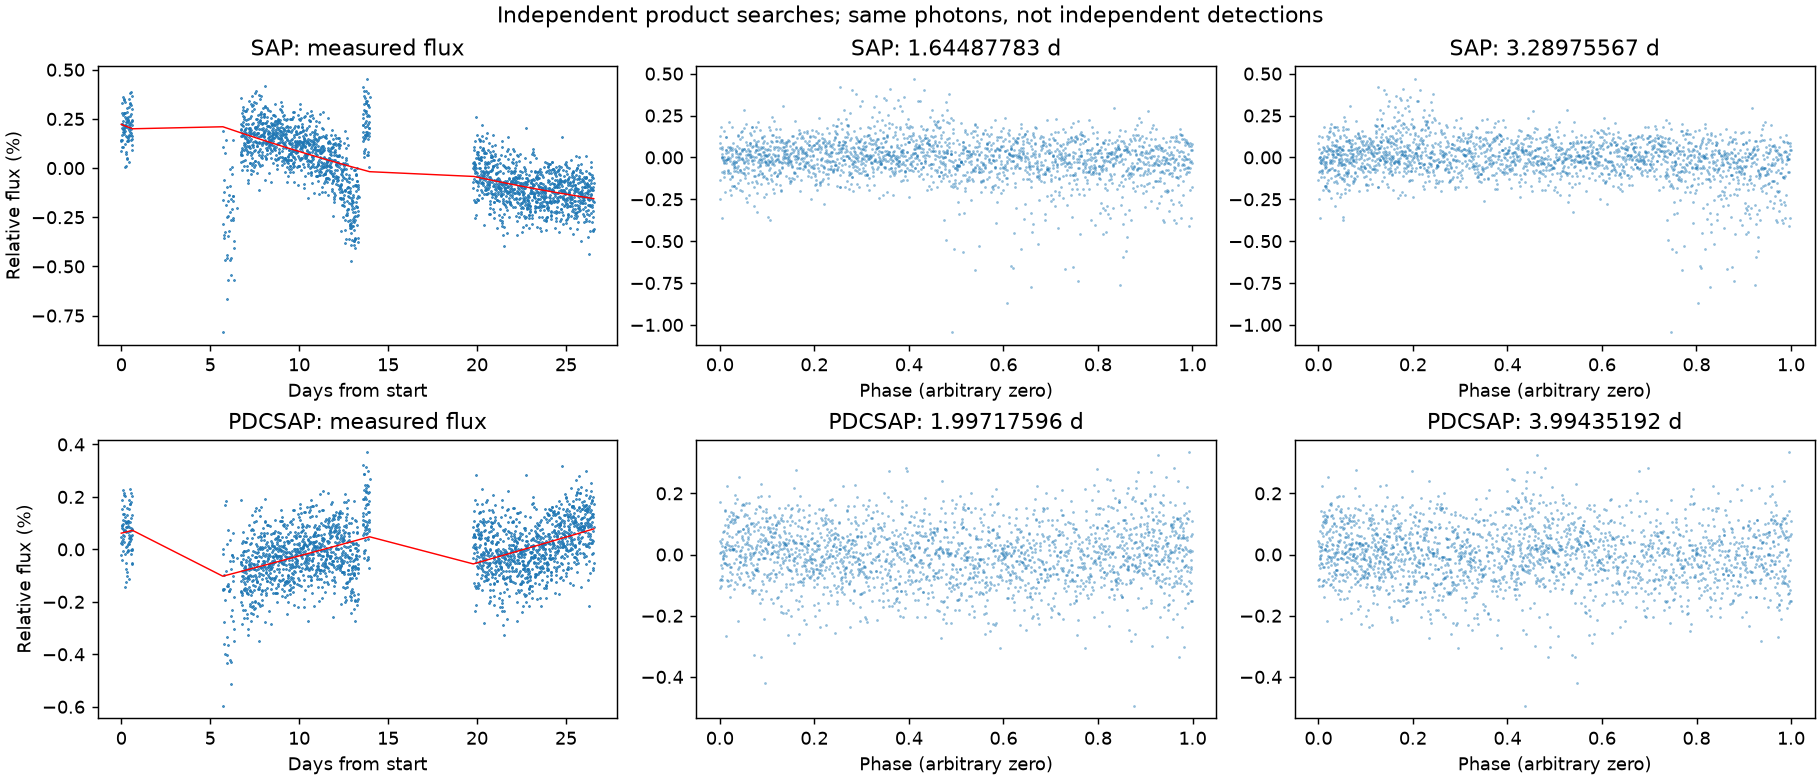 Independent product searches; same photons, not independent detections
SAP: measured flux
SAP: 1.64487783 d
SAP: 3.28975567 d
Relative flux (%)
0.50
0.25
0.00
−0.25
−0.50
−0.75
0 5 10 15 20 25
Days from start
0.50
0.25
0.00
−0.25
−0.50
−0.75
−1.00
0.0 0.2 0.4 0.6 0.8 1.0
Phase (arbitrary zero)
0.50
0.25
0.00
−0.25
−0.50
−0.75
−1.00
0.0 0.2 0.4 0.6 0.8 1.0
Phase (arbitrary zero)
PDCSAP: measured flux
PDCSAP: 1.99717596 d
PDCSAP: 3.99435192 d
Relative flux (%)
0.4
0.2
0.0
−0.2
−0.4
−0.6
0 5 10 15 20 25
Days from start
0.2
0.0
−0.2
−0.4
0.0 0.2 0.4 0.6 0.8 1.0
Phase (arbitrary zero)
0.2
0.0
−0.2
−0.4
0.0 0.2 0.4 0.6 0.8 1.0
Phase (arbitrary zero)